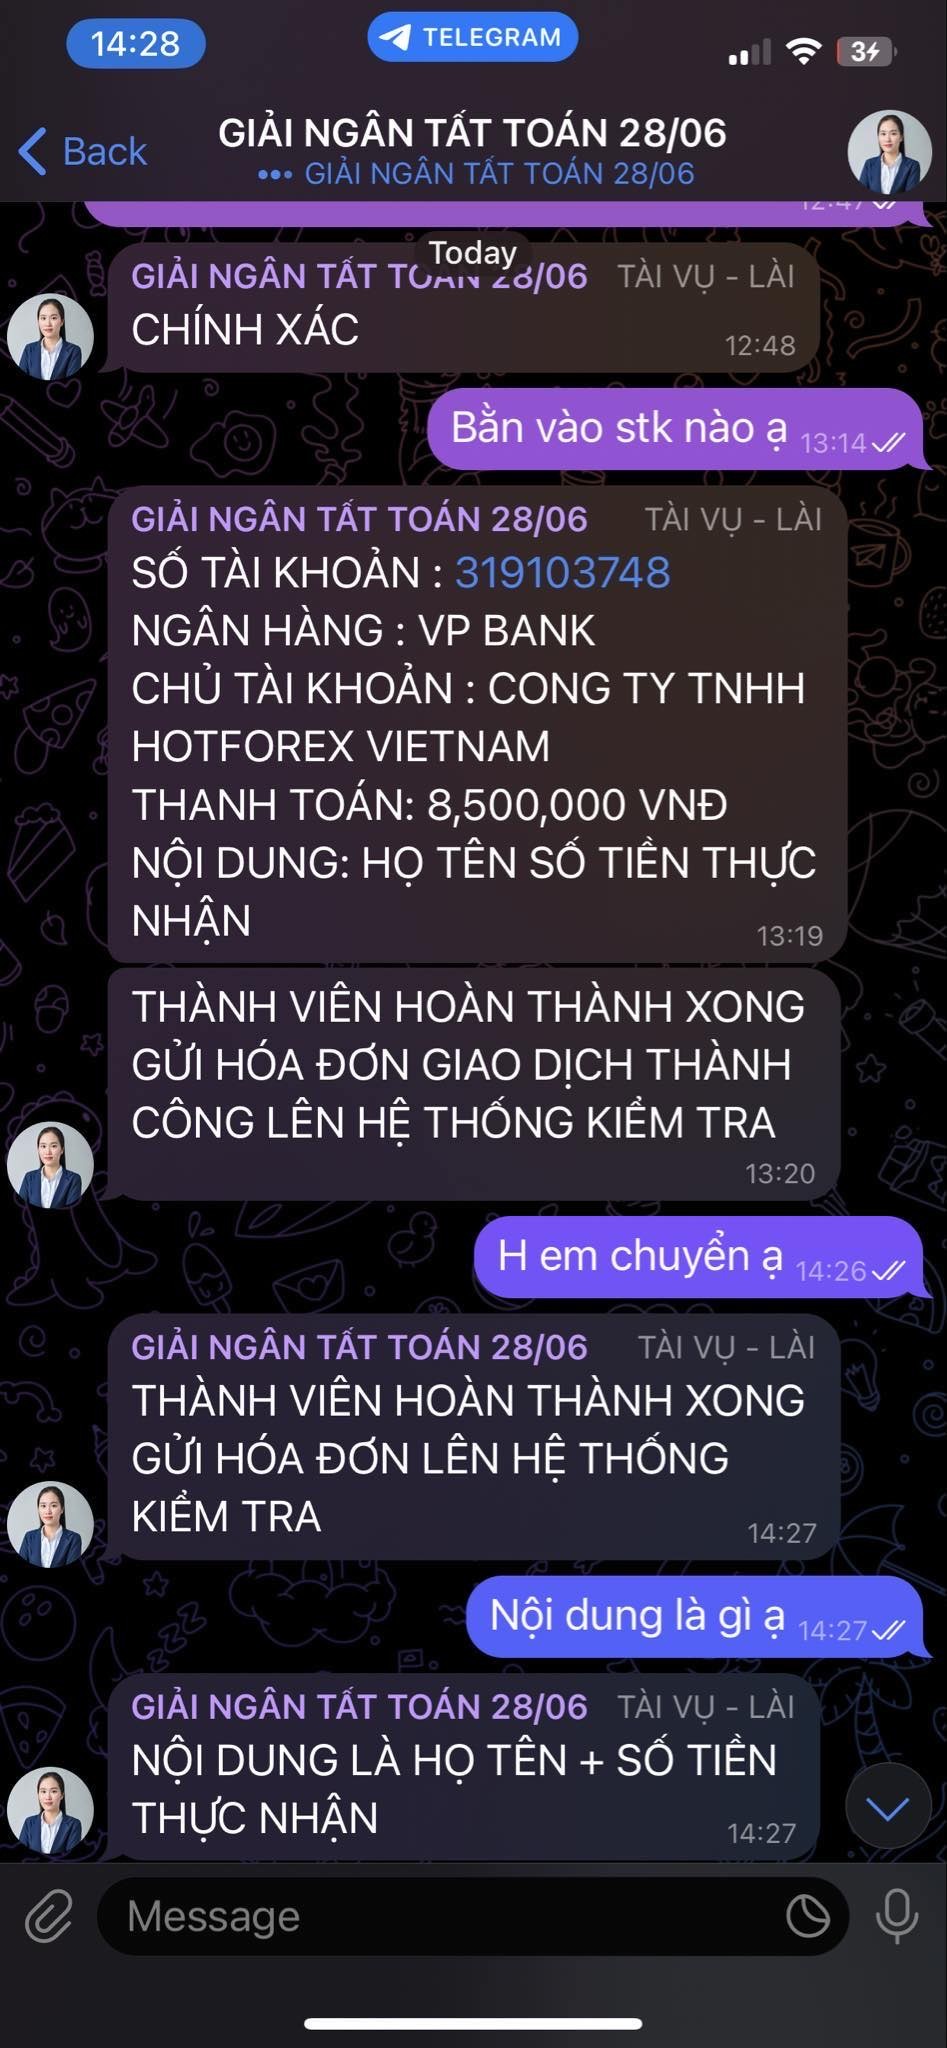 14:28
TELEGRAM
3
Back
GIẢI NGÂN TẤT TOÁN 28/06
••• GIẢI NGÂN TẤT TOÁN 28/06
12:47
Today
GIẢI NGÂN TẤT TOÁN 28/06 TÀI VỤ - LÀI
CHÍNH XÁC
12:48
Bằn vào stk nào ạ 13:14
GIẢI NGÂN TẤT TOÁN 28/06 TÀI VỤ - LÀI
SỐ TÀI KHOẢN : 319103748
NGÂN HÀNG : VP BANK
CHỦ TÀI KHOẢN : CONG TY TNHH
HOTFOREX VIETNAM
THANH TOÁN: 8,500,000 VNĐ
NỘI DUNG: HỌ TÊN SỐ TIỀN THỰC
NHẬN
13:19
THÀNH VIÊN HOÀN THÀNH XONG
GỬI HÓA ĐƠN GIAO DỊCH THÀNH
CÔNG LÊN HỆ THỐNG KIỂM TRA
13:20
H em chuyển ạ 14:26
GIẢI NGÂN TẤT TOÁN 28/06 TÀI VỤ - LÀI
THÀNH VIÊN HOÀN THÀNH XONG
GỬI HÓA ĐƠN LÊN HỆ THỐNG
KIỂM TRA
14:27
Nội dung là gì ạ 14:27
GIẢI NGÂN TẤT TOÁN 28/06 TÀI VỤ - LÀI
NỘI DUNG LÀ HỌ TÊN + SỐ TIỀN
THỰC NHẬN
14:27
Message